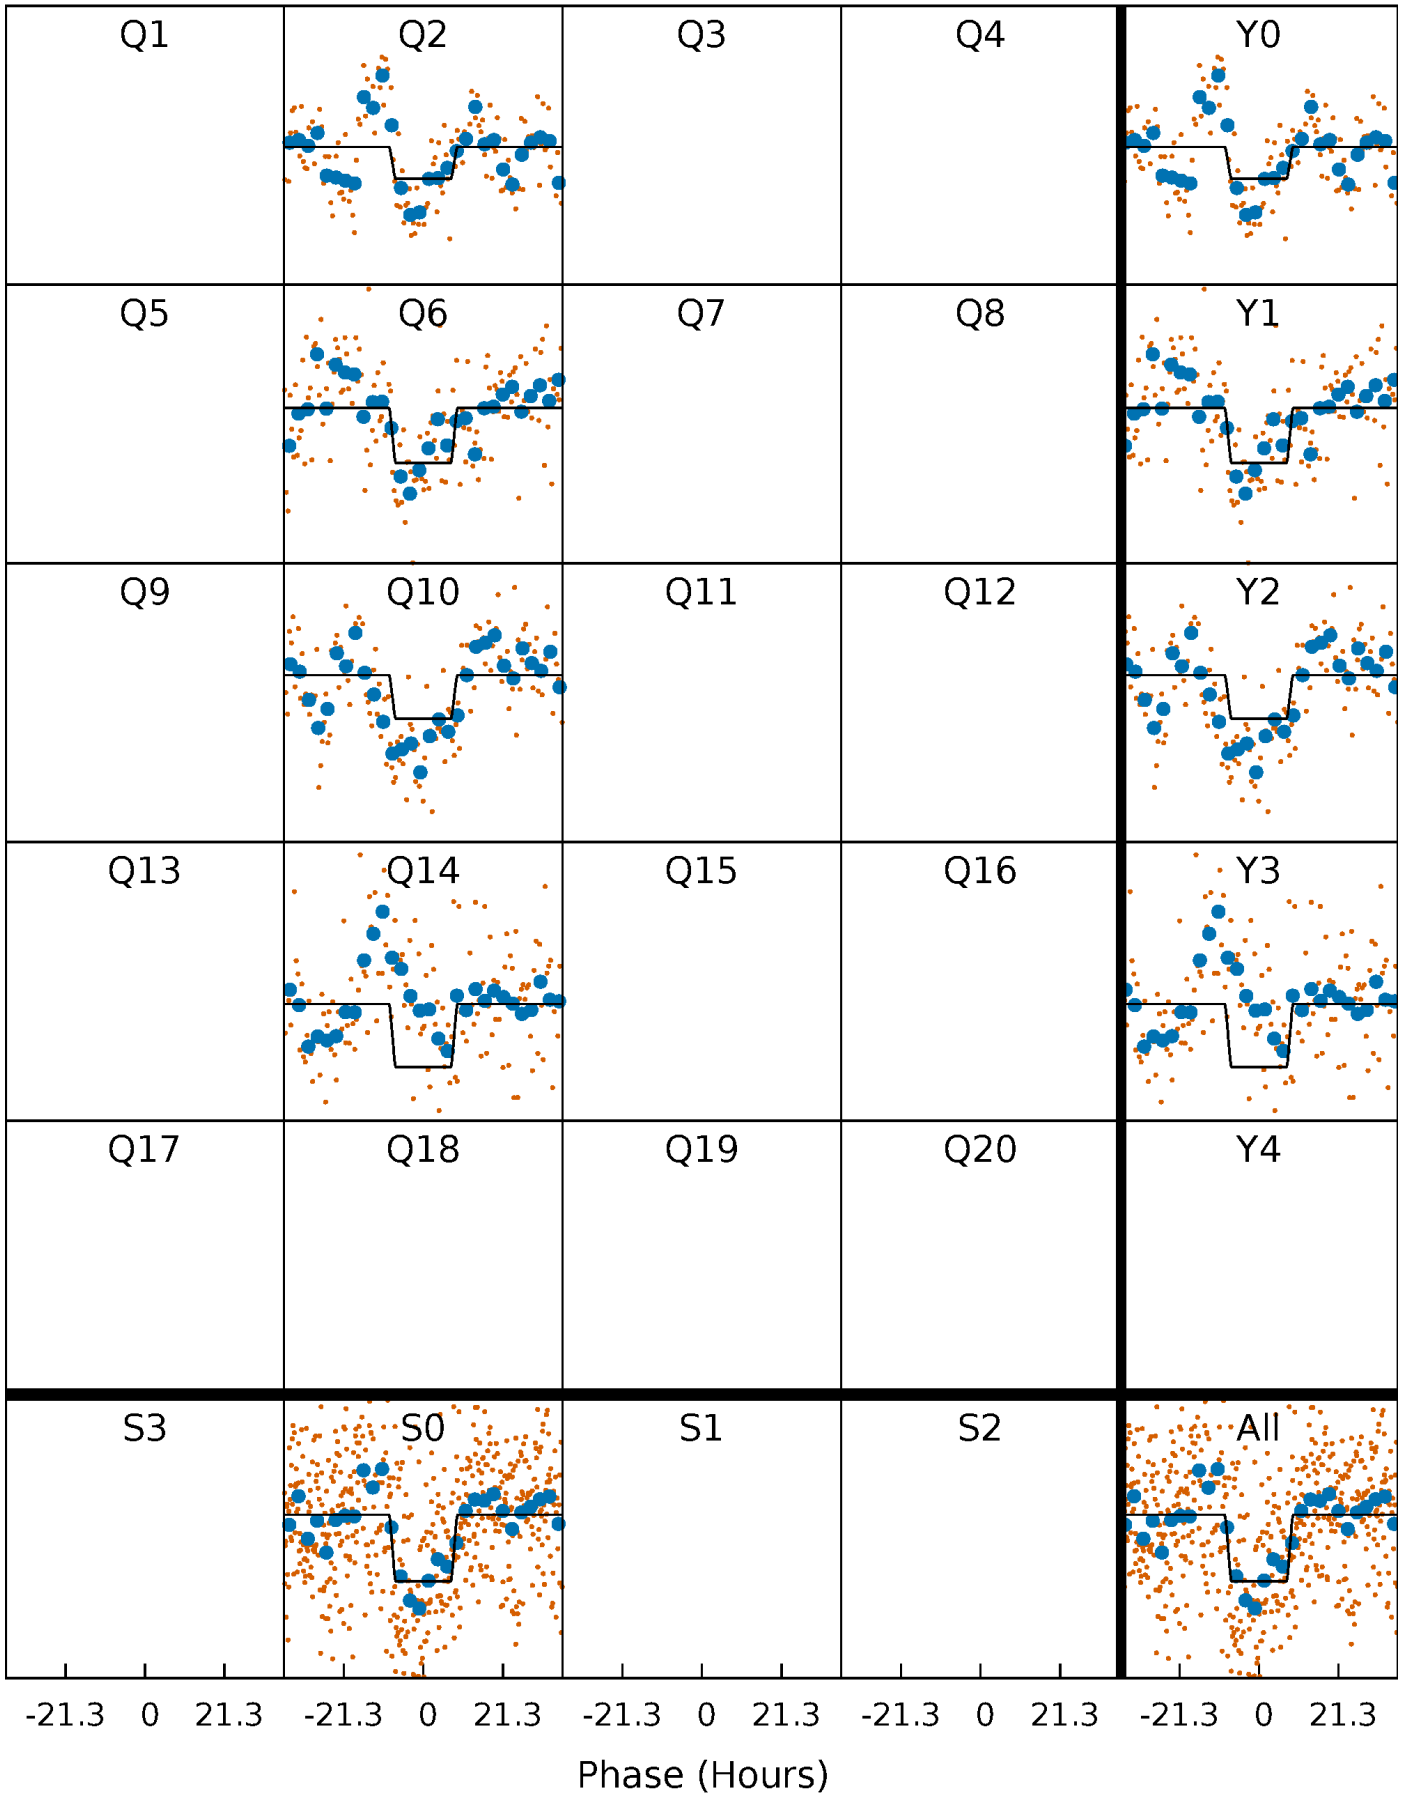 Q1 Q2 Q3 Q4 Y0
Q5 Q6 Q7 Q8 Y1
Q9 Q10 Q11 Q12 Y2
Q13 Q14 Q15 Q16 Y3
Q17 Q18 Q19 Q20 Y4
S3 S0 S1 S2 All
-21.3 0 21.3 -21.3 0 21.3 -21.3 0 21.3 -21.3 0 21.3 -21.3 0 21.3
Phase (Hours)